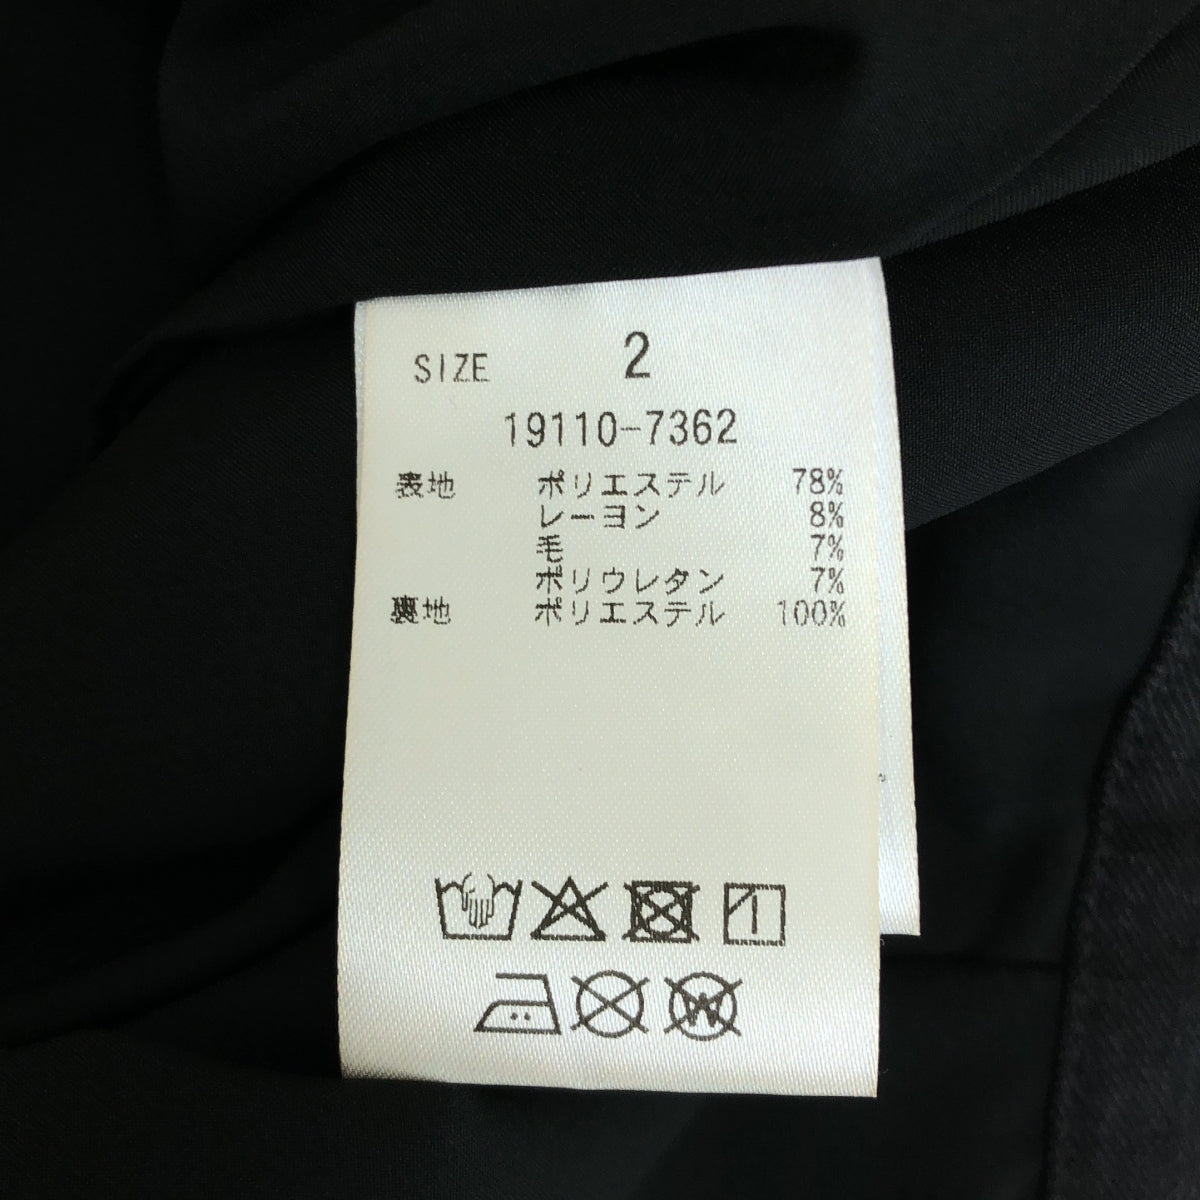 SIZE 2
19110-7362
表地 ポリエステル 78%
レーヨン 8%
毛 7%
ポリウレタン 7%
裏地 ポリエステル 100%